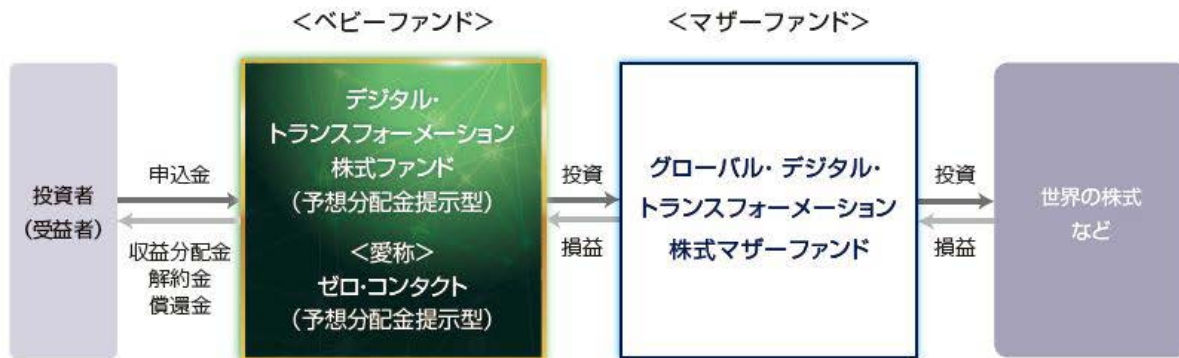 ＜ベビーファンド＞
＜マザーファンド＞
投資者
（受益者）
申込金
収益分配金
解約金
償還金
デジタル・
トランスフォーメーション
株式ファンド
（予想分配金提示型）
＜愛称＞
ゼロ・コンタクト
（予想分配金提示型）
投資
損益
グローバル・デジタル・
トランスフォーメーション
株式マザーファンド
投資
損益
世界の株式
など